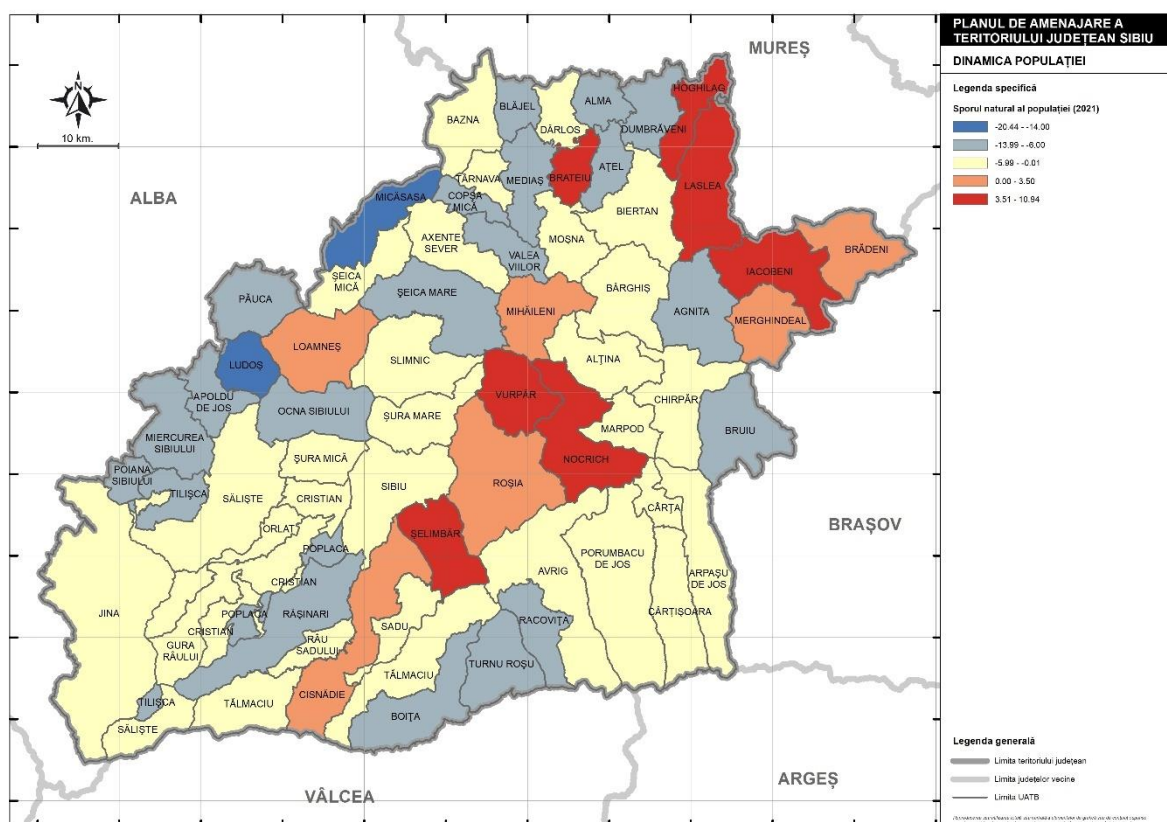 PLANUL DE AMENAJARE A
TERITORIULUI JUDEȚEAN SIBIU
DINAMICA POPULAȚIEI
Legenda specifică
Sporul natural al populației (2021)
-20.44 - -14.00
-13.99 - -6.00
-5.99 - -0.01
0.00 - 3.50
3.51 - 10.94
N
10 km.
MUREȘ
ALBA
BRAȘOV
ARGEȘ
VÂLCEA
HOGHILAG
BLĂJEL
ALMA
BAZNA
DÂRLOS
DUMBRĂVENI
TÂRNAVA
MEDIAȘ
BRATEIU
AȚEL
LASLEA
MICĂSASA
COPȘA
MICĂ
BIERTAN
AXENTE
SEVER
MOȘNA
VALEA
VIILOR
BRĂDENI
IACOBENI
ȘEICA
MICĂ
BÂRGHIȘ
PĂUCA
ȘEICA MARE
MIHĂILENI
AGNITA
MERGHINDEAL
LOAMNEȘ
SLIMNIC
ALȚINA
LUDOȘ
APOLDU
DE JOS
VURPĂR
CHIRPĂR
OCNA SIBIULUI
ȘURA MARE
MARPOD
BRUIU
MIERCUREA
SIBIULUI
ȘURA MICĂ
NOCRICH
POIANA
SIBIULUI
TILIȘCA
SĂLIȘTE
CRISTIAN
SIBIU
ROȘIA
CÂRȚA
ORLAT
ȘELIMBĂR
POPLACA
AVRIG
PORUMBACU
DE JOS
ARPAȘU
DE JOS
CRISTIAN
JINA
POPLACA
RĂȘINARI
CÂRȚIȘOARA
CRISTIAN
SADU
RACOVIȚA
GURA
RÂULUI
RÂU
SADULUI
TURNU ROȘU
TĂLMACIU
TILIȘCA
TĂLMACIU
CISNĂDIE
BOIȚA
SĂLIȘTE
Legenda generală
Limita teritoriului județean
Limita județelor vecine
Limita UATB